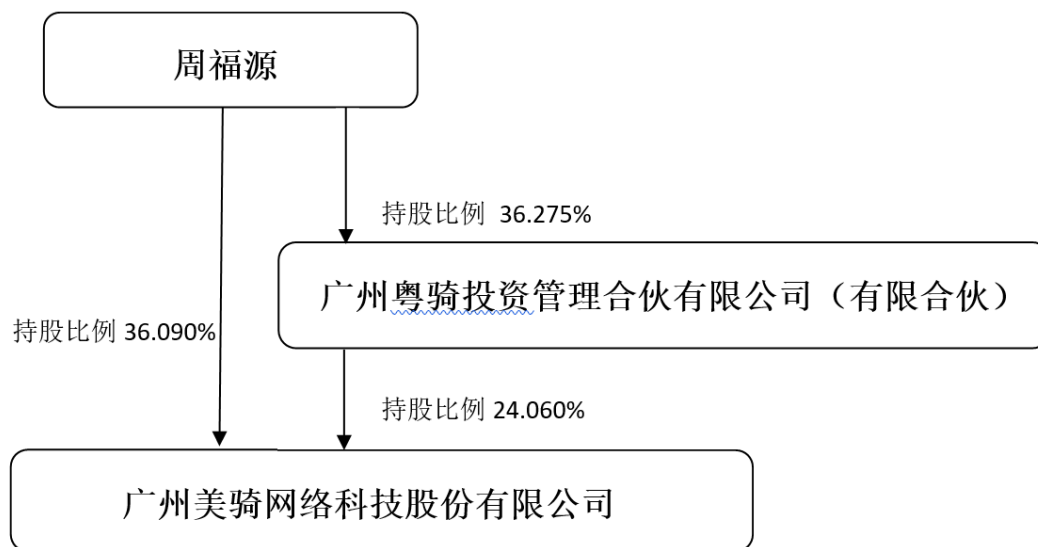 周福源
持股比例 36.275%
广州粤骑投资管理合伙有限公司（有限合伙）
持股比例 36.090%
持股比例 24.060%
广州美骑网络科技股份有限公司